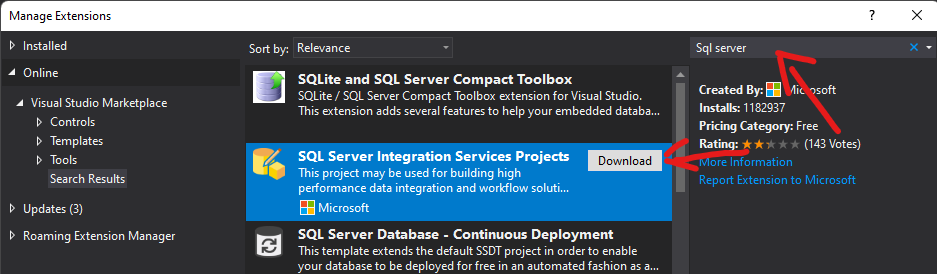 Manage Extensions
?
Installed
Online
Visual Studio Marketplace
Controls
Templates
Tools
Search Results
Updates (3)
Roaming Extension Manager
Sort by: Relevance
SQLite and SQL Server Compact Toolbox
SQLite / SQL Server Compact Toolbox extension for Visual Studio.
This extension adds several features to help your embedded databa...
SQL Server Integration Services Projects
Download
This project may be used for building high
performance data integration and workflow soluti...
Microsoft
SQL Server Database - Continuous Deployment
This template extends the default SSDT project in order to enable
your database to be deployed for free in an automated fashion as a...
Sql server
Created By: Microsoft
Installs: 1182937
Pricing Category: Free
Rating: (143 Votes)
More Information
Report Extension to Microsoft